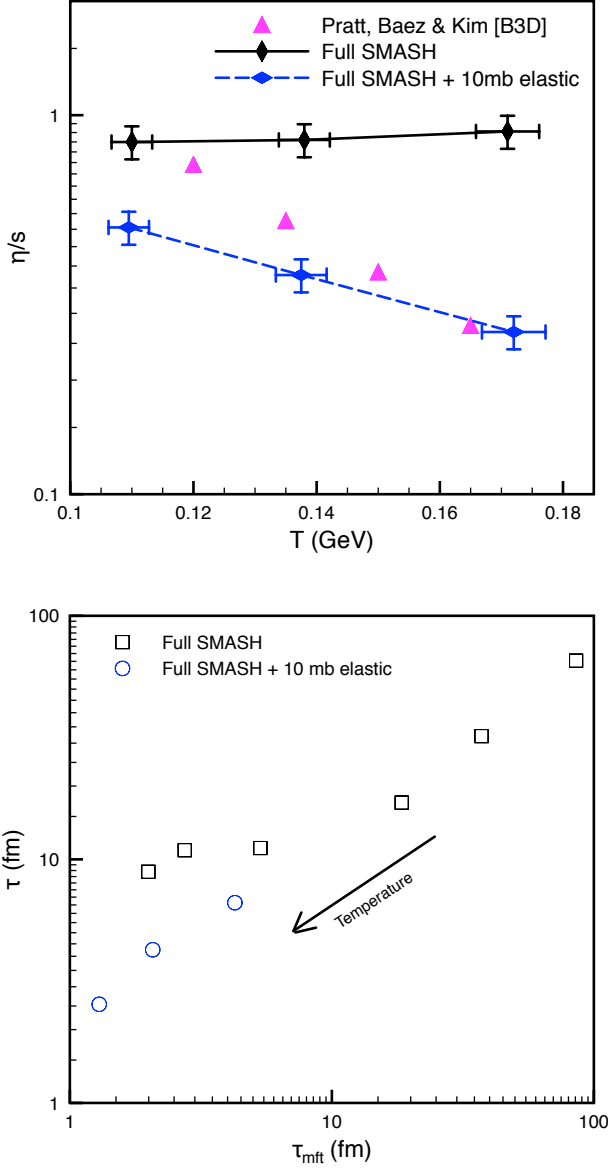 Pratt, Baez & Kim [B3D]
Full SMASH
Full SMASH + 10mb elastic
1
η/s
0.1
0.1 0.12 0.14 0.16 0.18
T (GeV)
100
Full SMASH
Full SMASH + 10 mb elastic
τ (fm)
10
Temperature
1
1 10 100
τmft (fm)